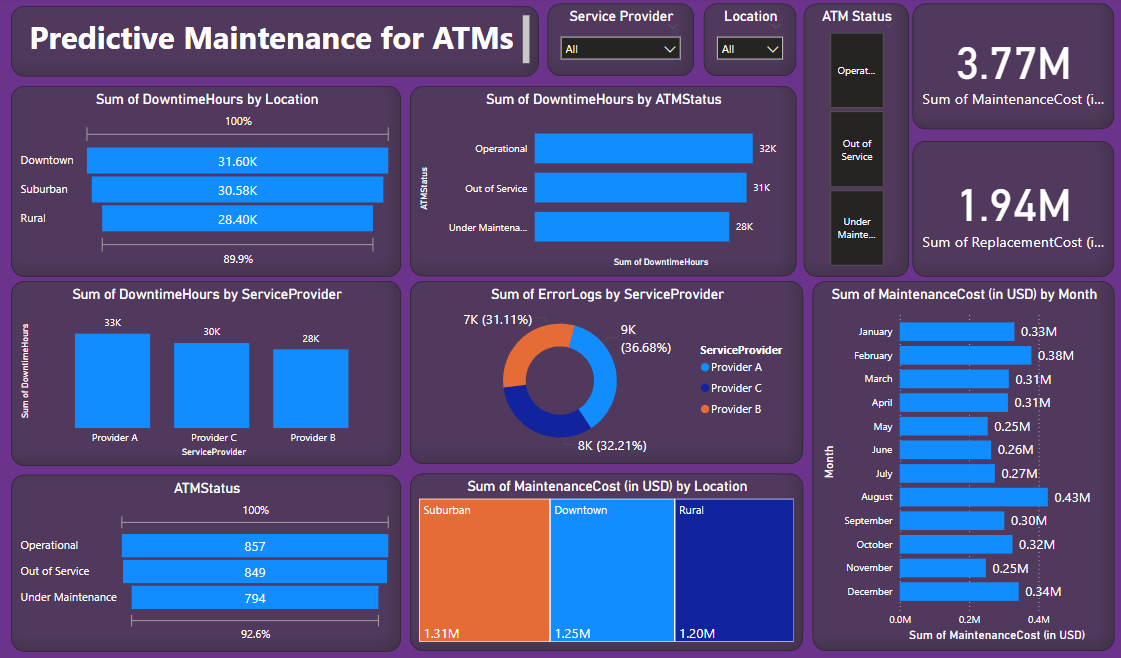 Predictive Maintenance for ATMs
Service Provider
All
Location
All
ATM Status
Operat...
Out of
Service
Under
Mainte...
3.77M
Sum of MaintenanceCost (i...
1.94M
Sum of ReplacementCost (i...
Sum of DowntimeHours by Location
100%
Downtown 31.60K
Suburban 30.58K
Rural 28.40K
89.9%
Sum of DowntimeHours by ATMStatus
ATMStatus
Operational 32K
Out of Service 31K
Under Maintena... 28K
Sum of DowntimeHours
Sum of DowntimeHours by ServiceProvider
Sum of DowntimeHours
33K
30K
28K
Provider A Provider C Provider B
ServiceProvider
Sum of ErrorLogs by ServiceProvider
7K (31.11%)
9K
(36.68%)
8K (32.21%)
ServiceProvider
Provider A
Provider C
Provider B
Sum of MaintenanceCost (in USD) by Month
Month
January 0.33M
February 0.38M
March 0.31M
April 0.31M
May 0.25M
June 0.26M
July 0.27M
August 0.43M
September 0.30M
October 0.32M
November 0.25M
December 0.34M
0.0M 0.2M 0.4M
Sum of MaintenanceCost (in USD)
ATMStatus
100%
Operational 857
Out of Service 849
Under Maintenance 794
92.6%
Sum of MaintenanceCost (in USD) by Location
Suburban Downtown Rural
1.31M 1.25M 1.20M